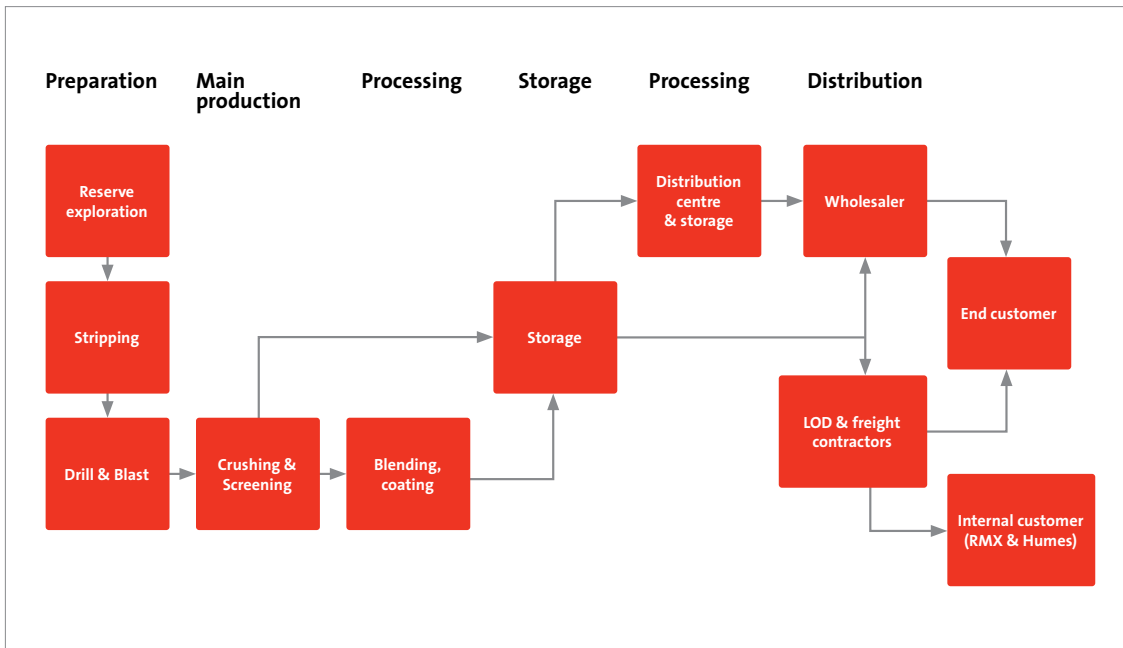 Preparation
Main
production
Processing
Storage
Processing
Distribution
Reserve
exploration
Stripping
Drill & Blast
Crushing &
Screening
Blending,
coating
Storage
Distribution
centre
& storage
Wholesaler
End customer
LOD & freight
contractors
Internal customer
(RMX & Humes)